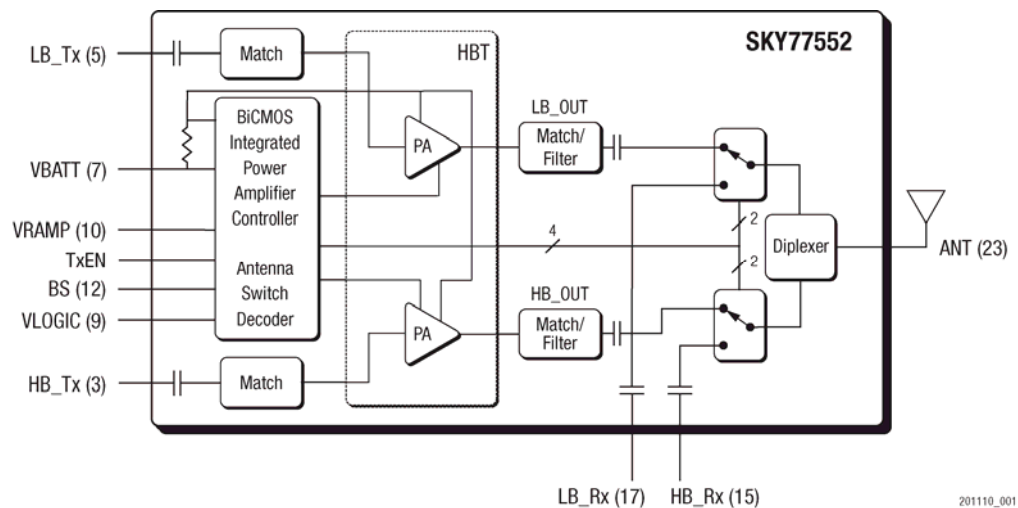 SKY77552
LB_Tx (5)
Match
HBT
BiCMOS
Integrated
Power
Amplifier
Controller
Antenna
Switch
Decoder
VBATT (7)
VRAMP (10)
TxEN
BS (12)
VLOGIC (9)
HB_Tx (3)
Match
PA
PA
LB_OUT
Match/
Filter
4
HB_OUT
Match/
Filter
2
2
Diplexer
ANT (23)
LB_Rx (17)
HB_Rx (15)
201110_001